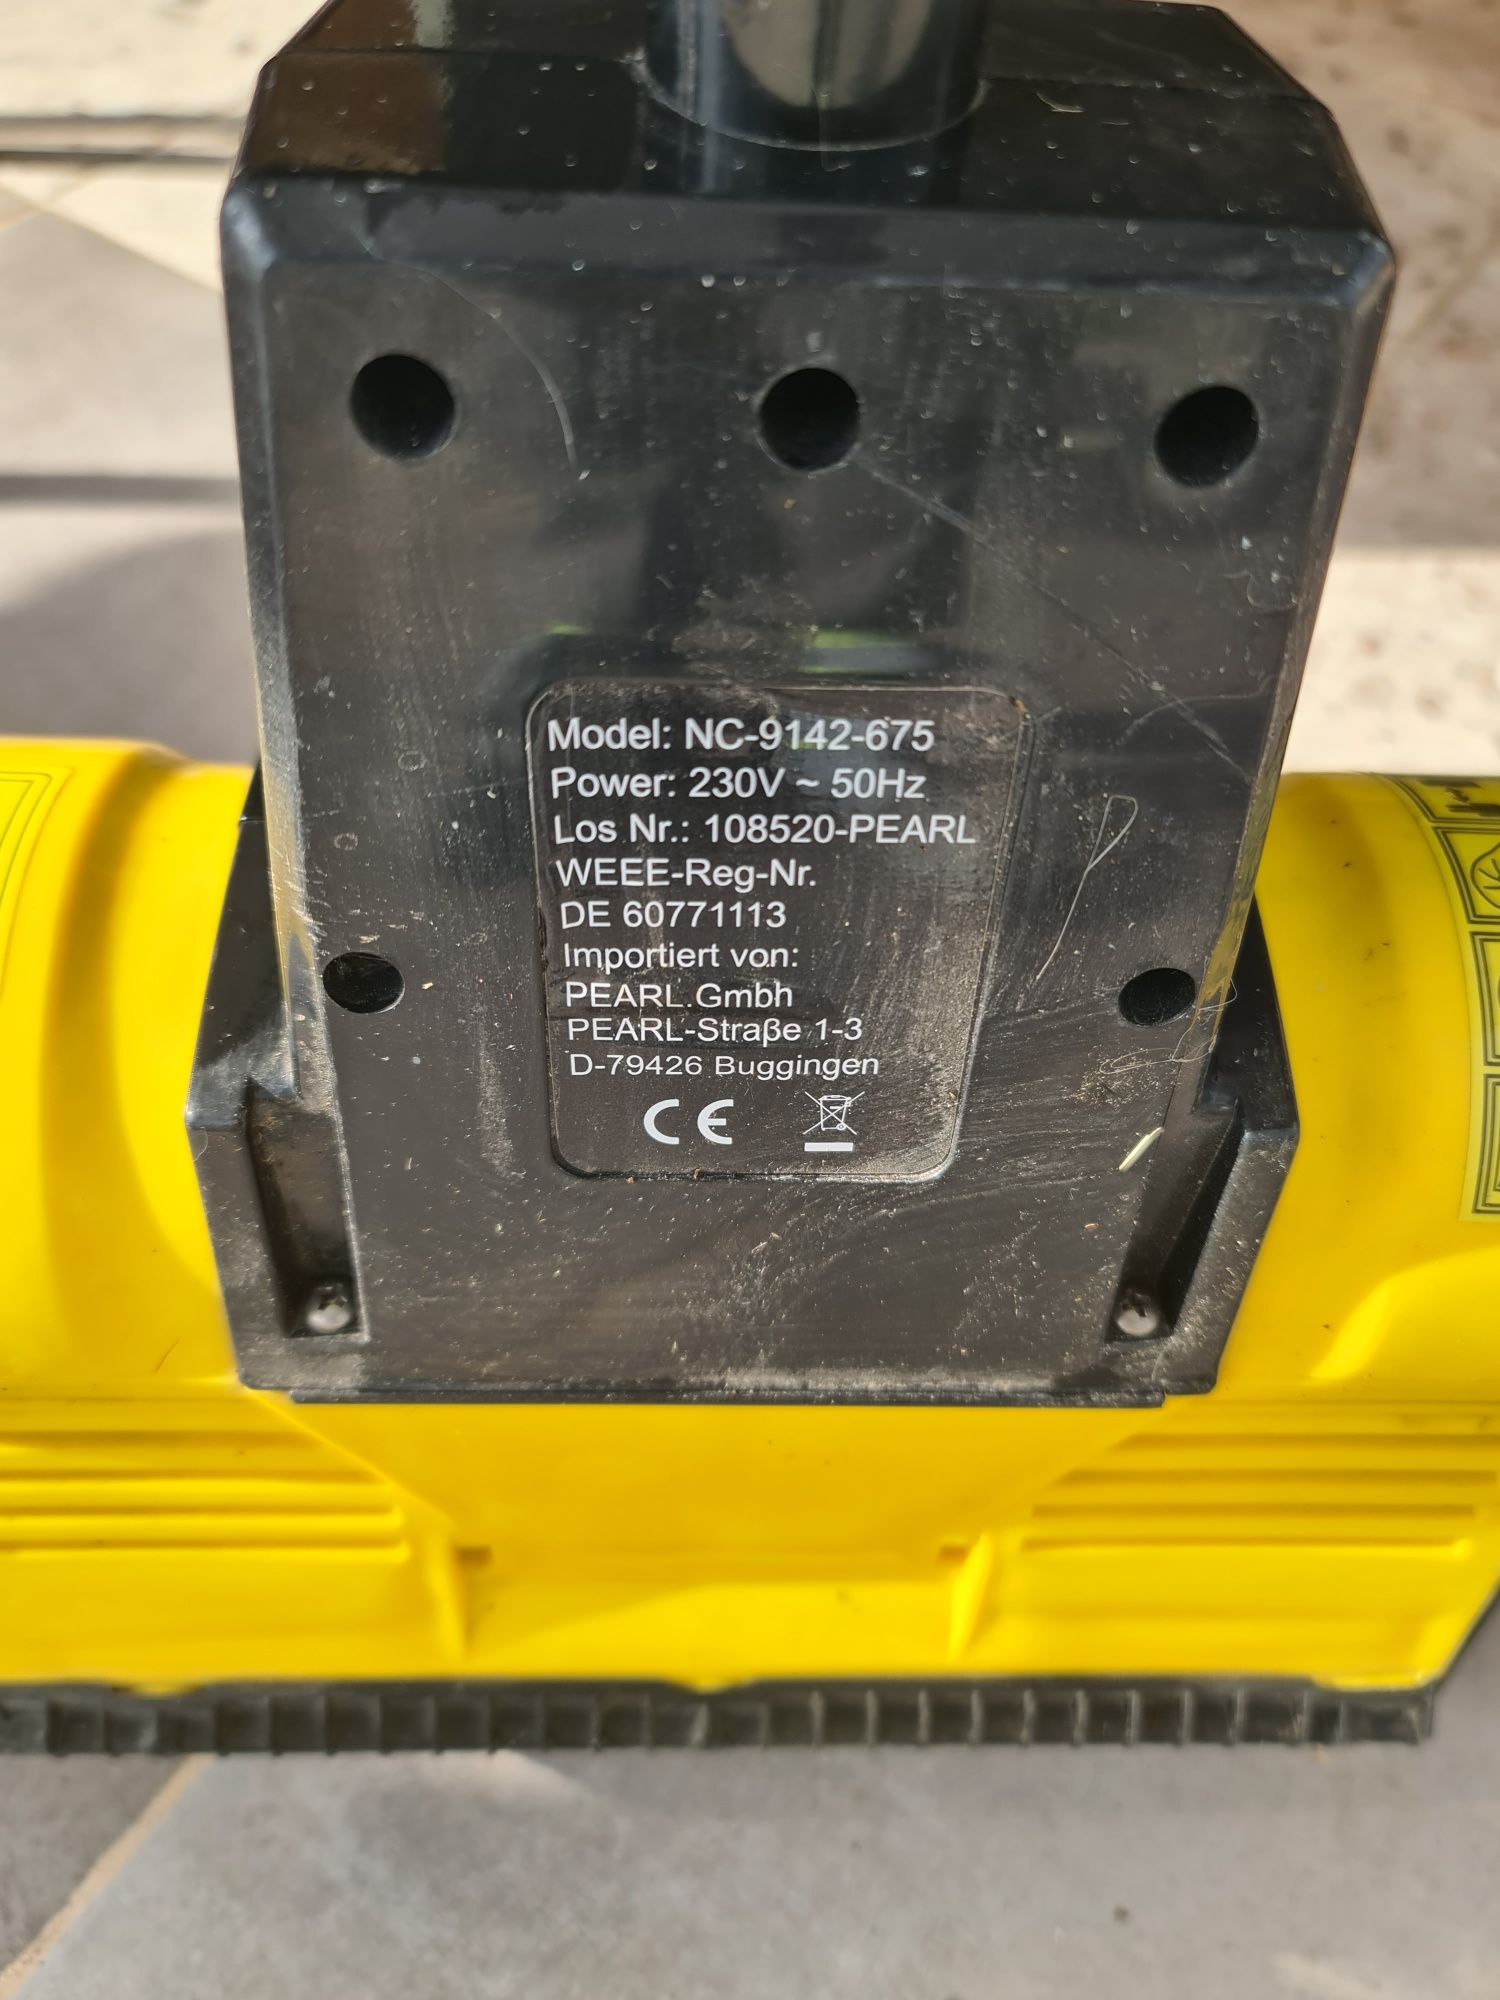 Model: NC-9142-675
Power: 230V ~ 50Hz
Los Nr.: 108520-PEARL
WEEE-Reg-Nr.
DE 60771113
Importiert von:
PEARL.Gmbh
PEARL-Straβe 1-3
D-79426 Buggingen
CE